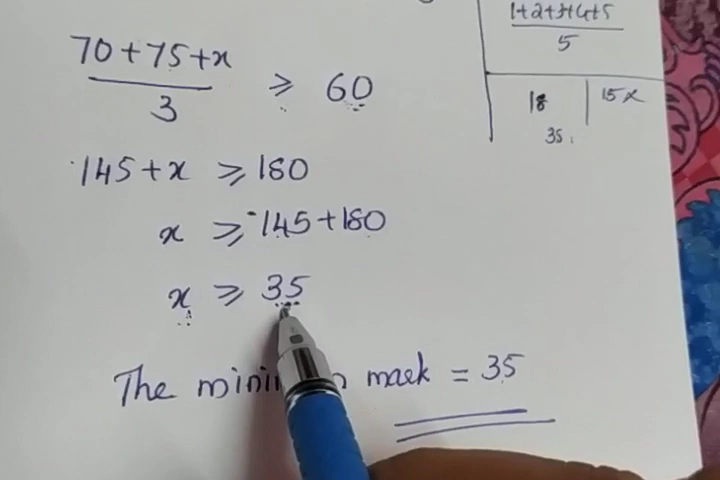 70+75+x
3
≥ 60
145+x ≥ 180
x ≥ -145+180
x ≥ 35
The mark = 35
1+2+3+4+5
5
18
15x
35